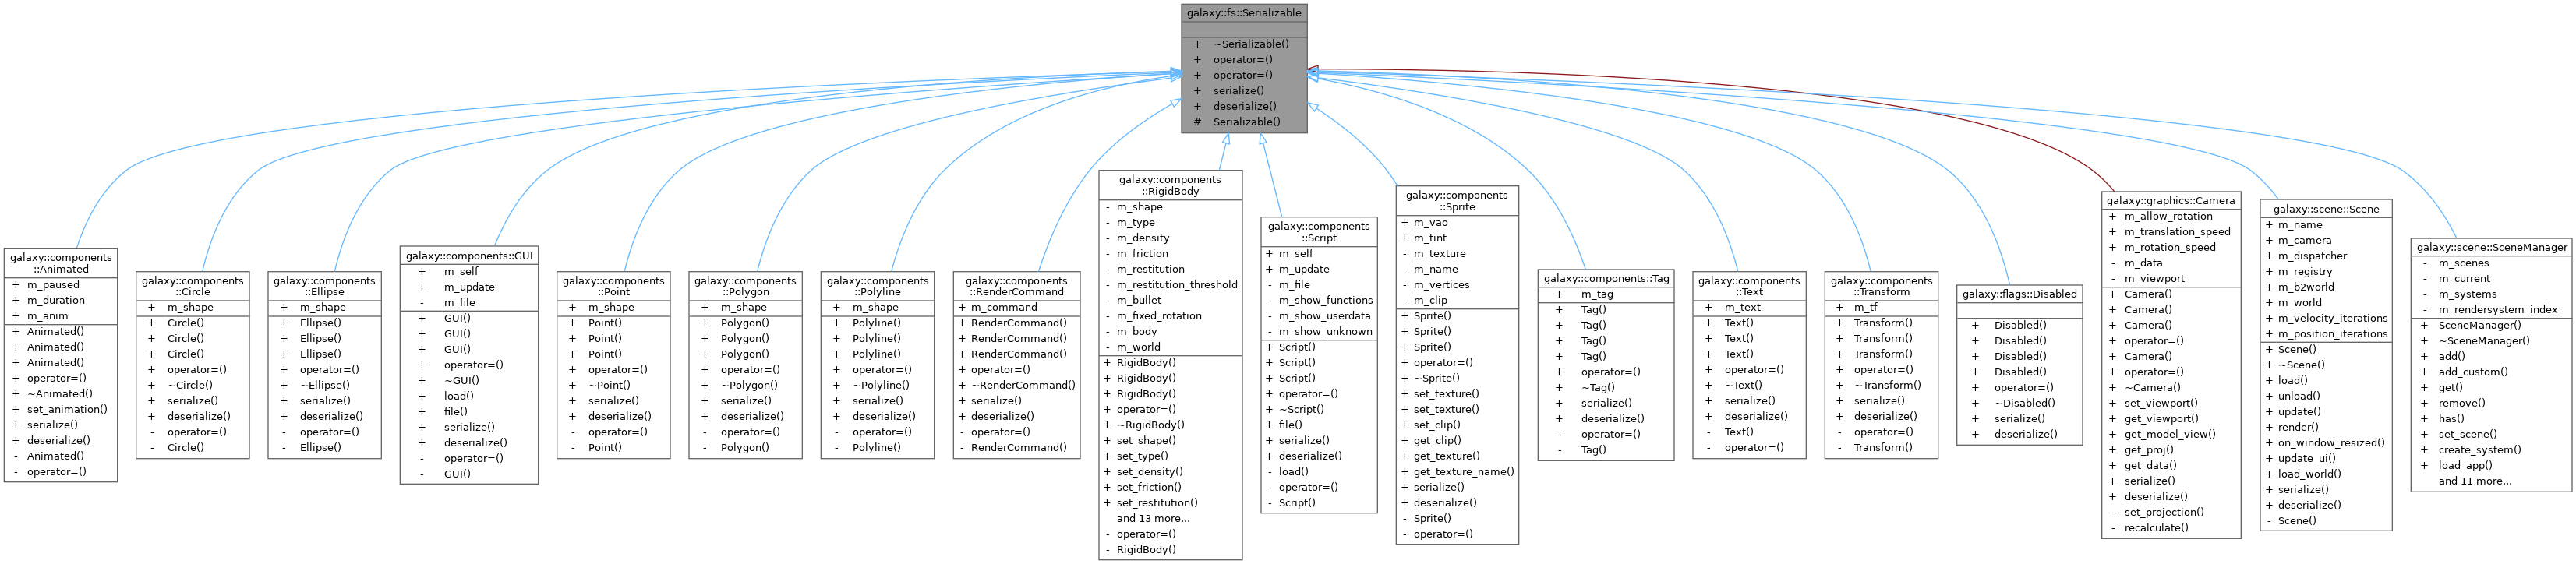 galaxy::fs::Serializable
+ ~Serializable()
+ operator=()
+ operator=()
+ serialize()
+ deserialize()
# Serializable()
galaxy::components
::Animated
+ m_paused
+ m_duration
+ m_anim
+ Animated()
+ Animated()
+ Animated()
+ operator=()
+ ~Animated()
+ set_animation()
+ serialize()
+ deserialize()
- Animated()
- operator=()
galaxy::components
::Circle
+ m_shape
+ Circle()
+ Circle()
+ Circle()
+ operator=()
+ ~Circle()
+ serialize()
+ deserialize()
- operator=()
- Circle()
galaxy::components
::Ellipse
+ m_shape
+ Ellipse()
+ Ellipse()
+ Ellipse()
+ operator=()
+ ~Ellipse()
+ serialize()
+ deserialize()
- operator=()
- Ellipse()
galaxy::components::GUI
+ m_self
+ m_update
- m_file
+ GUI()
+ GUI()
+ GUI()
+ operator=()
+ ~GUI()
+ load()
+ file()
+ serialize()
+ deserialize()
- operator=()
- GUI()
galaxy::components
::Point
+ m_shape
+ Point()
+ Point()
+ Point()
+ operator=()
+ ~Point()
+ serialize()
+ deserialize()
- operator=()
- Point()
galaxy::components
::Polygon
+ m_shape
+ Polygon()
+ Polygon()
+ Polygon()
+ operator=()
+ ~Polygon()
+ serialize()
+ deserialize()
- operator=()
- Polygon()
galaxy::components
::Polyline
+ m_shape
+ Polyline()
+ Polyline()
+ Polyline()
+ operator=()
+ ~Polyline()
+ serialize()
+ deserialize()
- operator=()
- Polyline()
galaxy::components
::RenderCommand
+ m_command
+ RenderCommand()
+ RenderCommand()
+ RenderCommand()
+ operator=()
+ ~RenderCommand()
+ serialize()
+ deserialize()
- operator=()
- RenderCommand()
galaxy::components
::RigidBody
- m_shape
- m_type
- m_density
- m_friction
- m_restitution
- m_restitution_threshold
- m_bullet
- m_fixed_rotation
- m_body
- m_world
+ RigidBody()
+ RigidBody()
+ RigidBody()
+ operator=()
+ ~RigidBody()
+ set_shape()
+ set_type()
+ set_density()
+ set_friction()
+ set_restitution()
and 13 more...
- operator=()
- RigidBody()
galaxy::components
::Script
+ m_self
+ m_update
- m_file
- m_show_functions
- m_show_userdata
- m_show_unknown
+ Script()
+ Script()
+ Script()
+ operator=()
+ ~Script()
+ file()
+ serialize()
+ deserialize()
- load()
- operator=()
- Script()
galaxy::components
::Sprite
+ m_vao
+ m_tint
- m_texture
- m_name
- m_vertices
- m_clip
+ Sprite()
+ Sprite()
+ Sprite()
+ operator=()
+ ~Sprite()
+ set_texture()
+ set_texture()
+ set_clip()
+ get_clip()
+ get_texture()
+ get_texture_name()
+ serialize()
+ deserialize()
- Sprite()
- operator=()
galaxy::components::Tag
+ m_tag
+ Tag()
+ Tag()
+ Tag()
+ Tag()
+ operator=()
+ ~Tag()
+ serialize()
+ deserialize()
- operator=()
- Tag()
galaxy::components
::Text
+ m_text
+ Text()
+ Text()
+ Text()
+ operator=()
+ ~Text()
+ serialize()
+ deserialize()
- Text()
- operator=()
galaxy::components
::Transform
+ m_tf
+ Transform()
+ Transform()
+ Transform()
+ operator=()
+ ~Transform()
+ serialize()
+ deserialize()
- operator=()
- Transform()
galaxy::flags::Disabled
+ Disabled()
+ Disabled()
+ Disabled()
+ Disabled()
+ operator=()
+ ~Disabled()
+ serialize()
+ deserialize()
galaxy::graphics::Camera
+ m_allow_rotation
+ m_translation_speed
+ m_rotation_speed
- m_data
- m_viewport
+ Camera()
+ Camera()
+ Camera()
+ operator=()
+ Camera()
+ operator=()
+ ~Camera()
+ set_viewport()
+ get_viewport()
+ get_model_view()
+ get_proj()
+ get_data()
+ serialize()
+ deserialize()
- set_projection()
- recalculate()
galaxy::scene::Scene
+ m_name
+ m_camera
+ m_dispatcher
+ m_registry
+ m_b2world
+ m_world
+ m_velocity_iterations
+ m_position_iterations
+ Scene()
+ ~Scene()
+ load()
+ unload()
+ update()
+ render()
+ on_window_resized()
+ update_ui()
+ load_world()
+ serialize()
+ deserialize()
- Scene()
galaxy::scene::SceneManager
- m_scenes
- m_current
- m_systems
- m_rendersystem_index
+ SceneManager()
+ ~SceneManager()
+ add()
+ add_custom()
+ get()
+ remove()
+ has()
+ set_scene()
+ create_system()
+ load_app()
and 11 more...